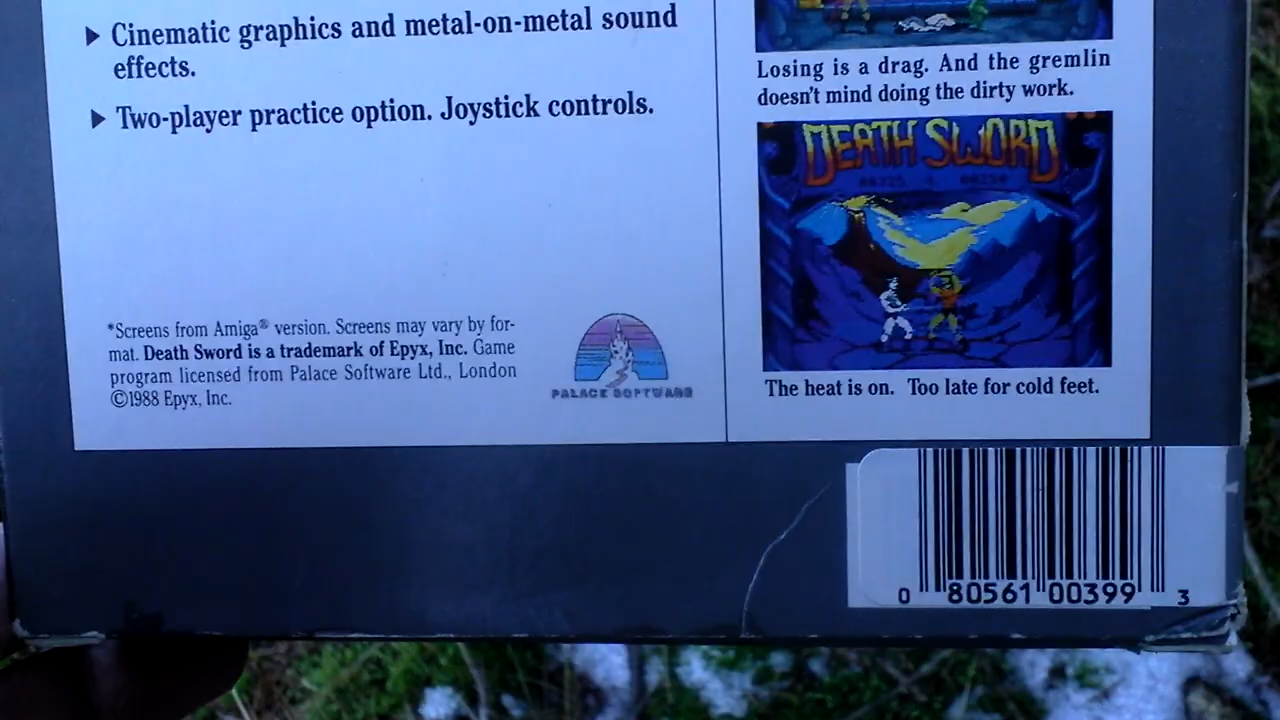 ▶ Cinematic graphics and metal-on-metal sound
effects.
▶ Two-player practice option. Joystick controls.
*Screens from Amiga® version. Screens may vary by for-
mat. Death Sword is a trademark of Epyx, Inc. Game
program licensed from Palace Software Ltd., London
©1988 Epyx, Inc.
PALACE SOFTWARE
Losing is a drag. And the gremlin
doesn't mind doing the dirty work.
DEATH SWORD
The heat is on. Too late for cold feet.
0 80561 00399 3